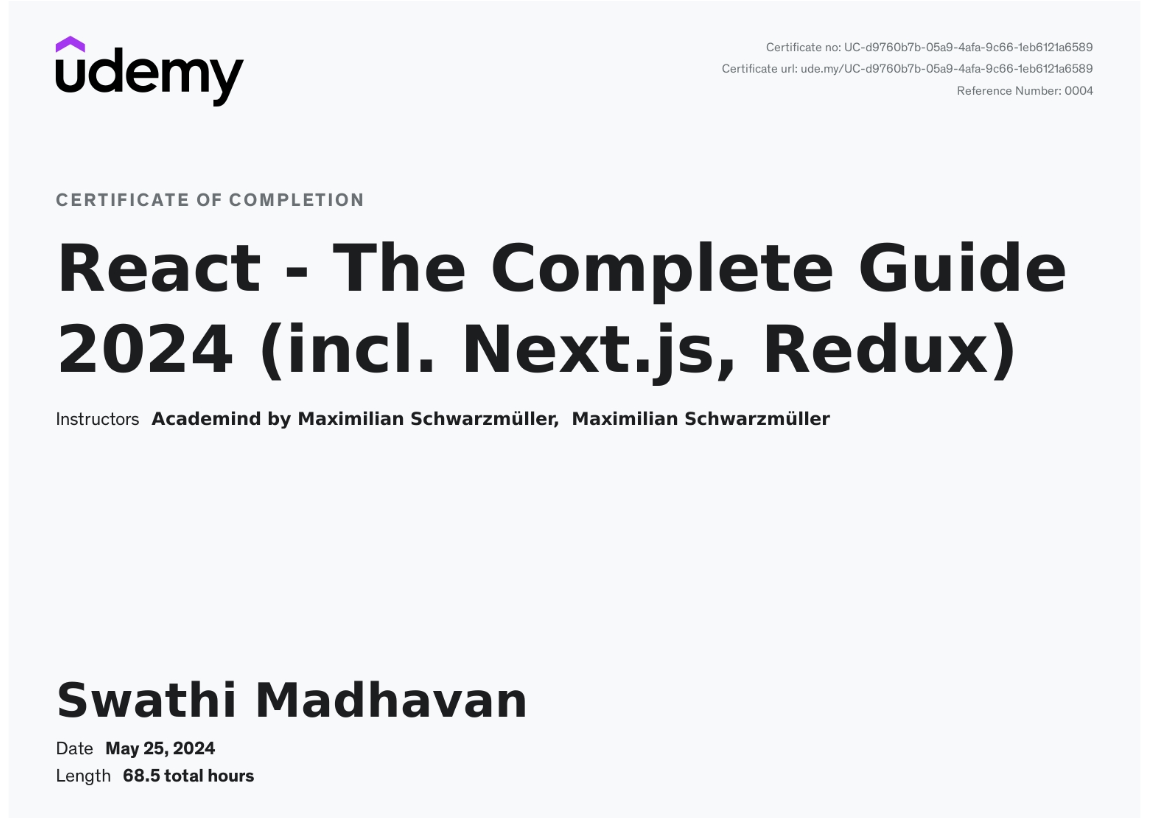 udemy
Certificate no: UC-d9760b7b-05a9-4afa-9c66-1eb6121a6589
Certificate url: ude.my/UC-d9760b7b-05a9-4afa-9c66-1eb6121a6589
Reference Number: 0004
CERTIFICATE OF COMPLETION
React - The Complete Guide
2024 (incl. Next.js, Redux)
Instructors Academind by Maximilian Schwarzmüller, Maximilian Schwarzmüller
Swathi Madhavan
Date May 25, 2024
Length 68.5 total hours